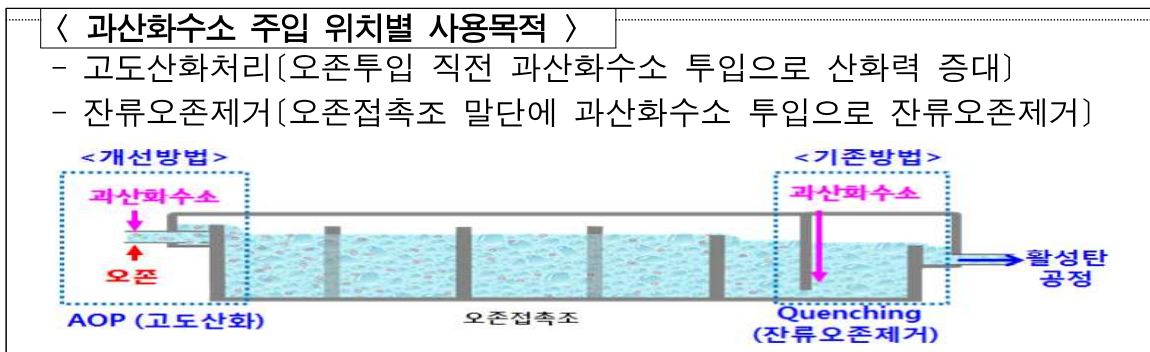 〈 과산화수소 주입 위치별 사용목적 〉
- 고도산화처리〔오존투입 직전 과산화수소 투입으로 산화력 증대〕
- 잔류오존제거〔오존접촉조 말단에 과산화수소 투입으로 잔류오존제거〕
<개선방법>
<기존방법>
과산화수소
과산화수소
오존
활성탄
공정
AOP (고도산화)
오존접촉조
Quenching
(잔류오존제거)